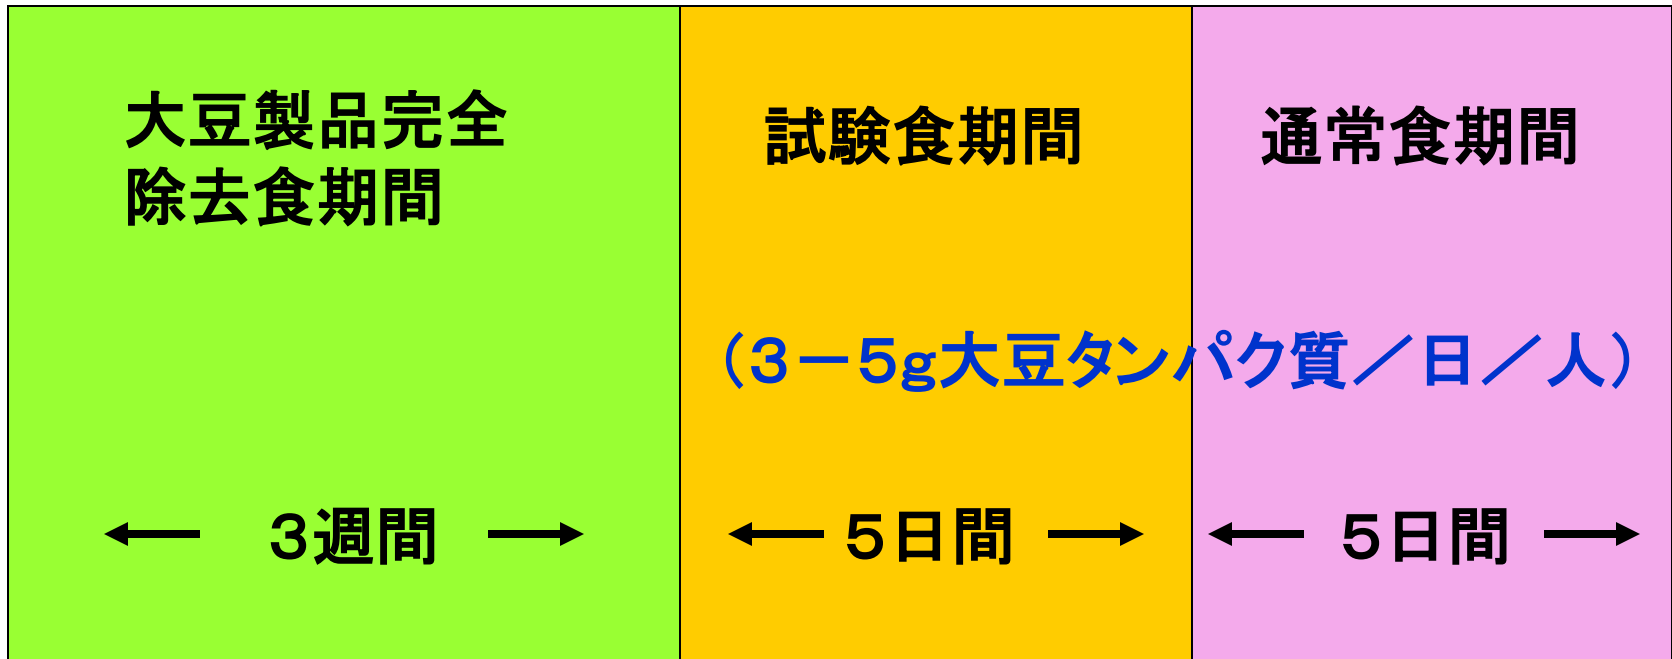 大豆製品完全
除去食期間
試験食期間
通常食期間
（３－５g大豆タンパク質／日／人）
３週間
５日間
５日間